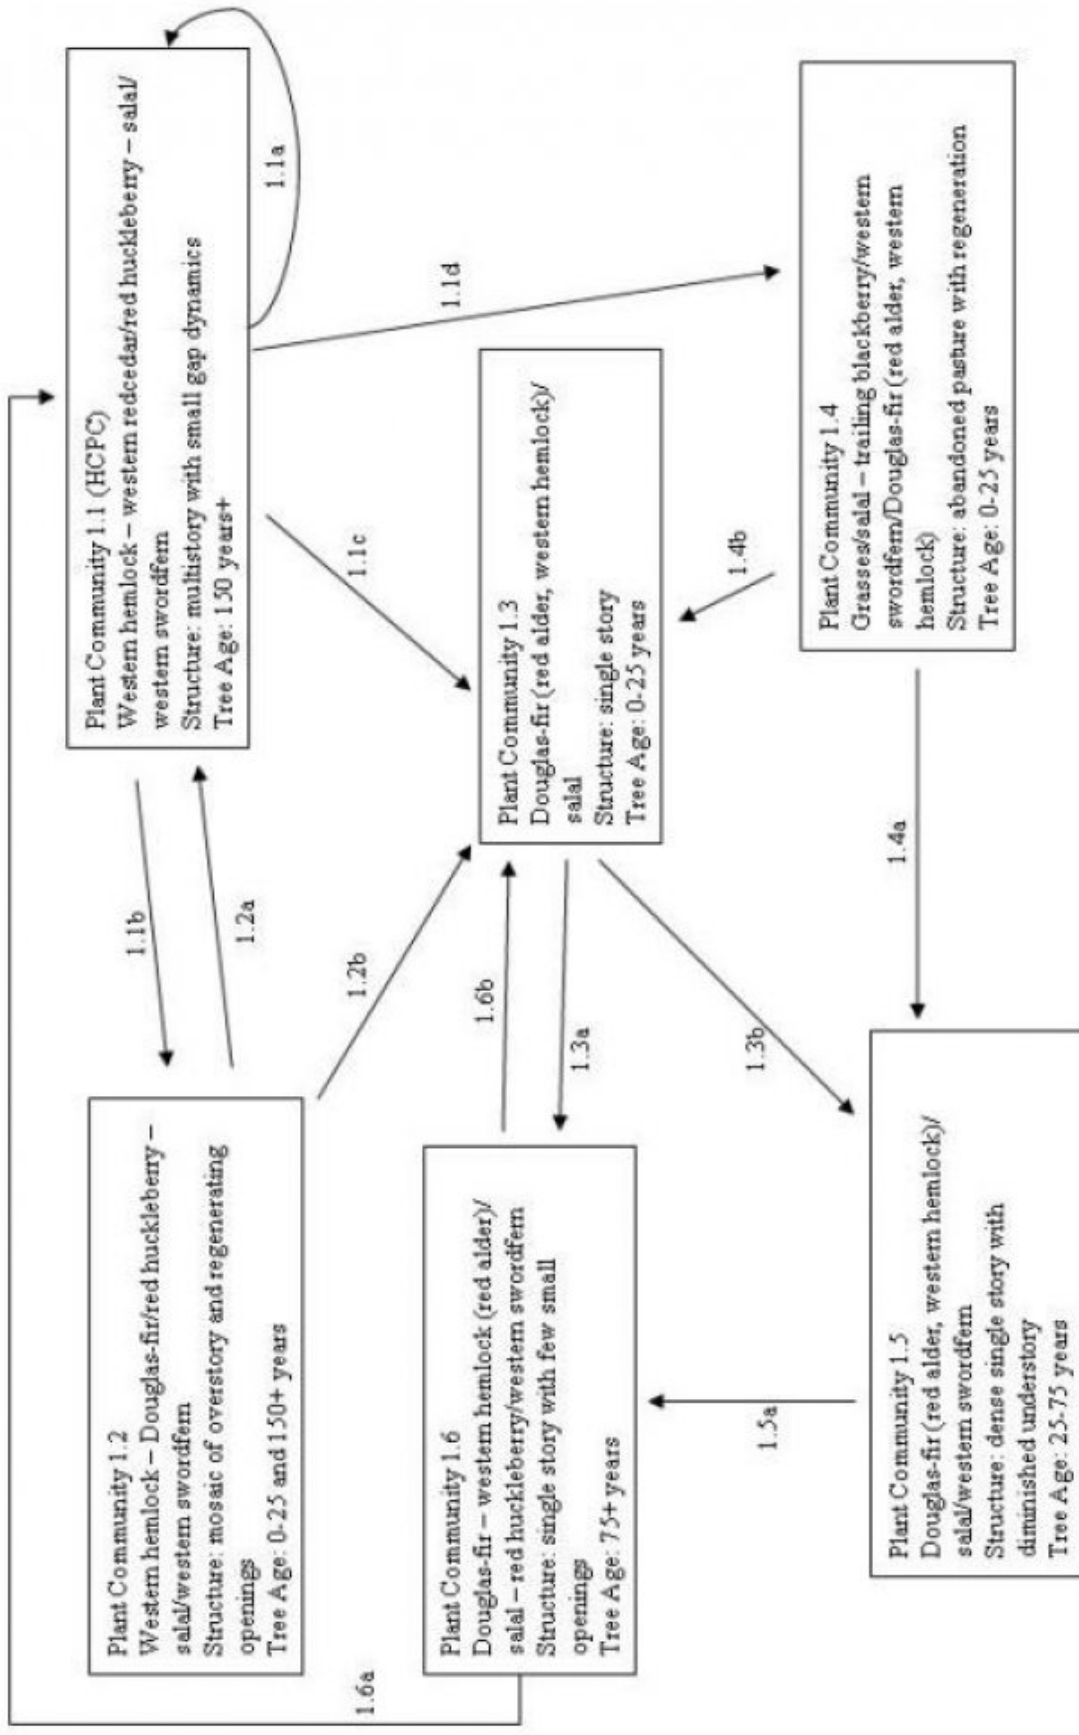 Plant Community 1.1 (HCPC)
Western hemlock – western redcedar/red huckleberry – salal/
western swordfern
Structure: multistory with small gap dynamics
Tree Age: 150 years+
1.1a
1.1b
1.2a
1.1c
1.1d
Plant Community 1.2
Western hemlock – Douglas-fir/red huckleberry –
salal/western swordfern
Structure: mosaic of overstory and regenerating
openings
Tree Age: 0-25 and 150+ years
1.2b
Plant Community 1.3
Douglas-fir (red alder, western hemlock)/
salal
Structure: single story
Tree Age: 0-25 years
1.6b
1.3a
1.3b
1.4b
Plant Community 1.6
Douglas-fir – western hemlock (red alder)/
salal – red huckleberry/western swordfern
Structure: single story with few small
openings
Tree Age: 75+ years
1.6a
1.5a
Plant Community 1.4
Grasses/salal – trailing blackberry/western
swordfern/Douglas-fir (red alder, western
hemlock)
Structure: abandoned pasture with regeneration
Tree Age: 0-25 years
1.4a
Plant Community 1.5
Douglas-fir (red alder, western hemlock)/
salal/western swordfern
Structure: dense single story with
diminished understory
Tree Age: 25-75 years